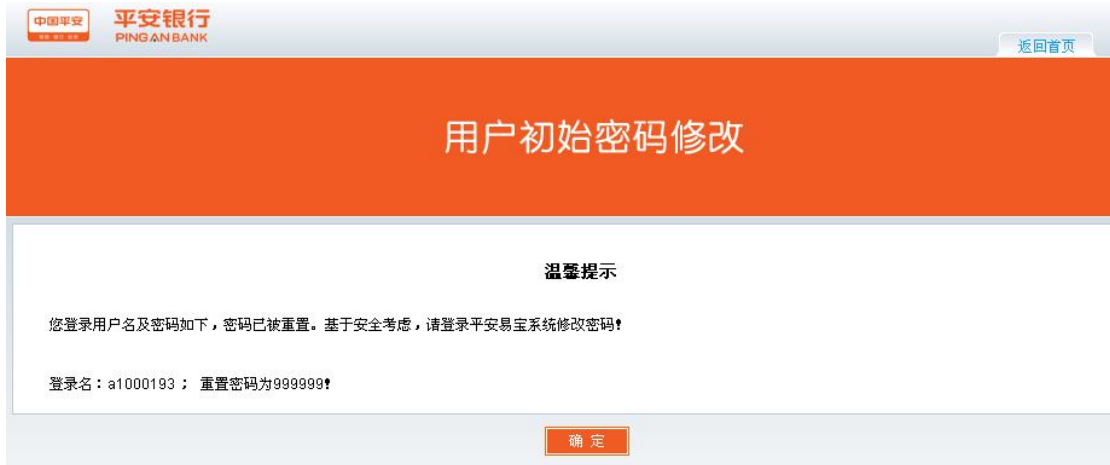 中国平安
平安银行
PING AN BANK
返回首页
用户初始密码修改
温馨提示
您登录用户名及密码如下，密码已被重置。基于安全考虑，请登录平安易宝系统修改密码！
登录名：a1000193； 重置密码为999999！
确 定